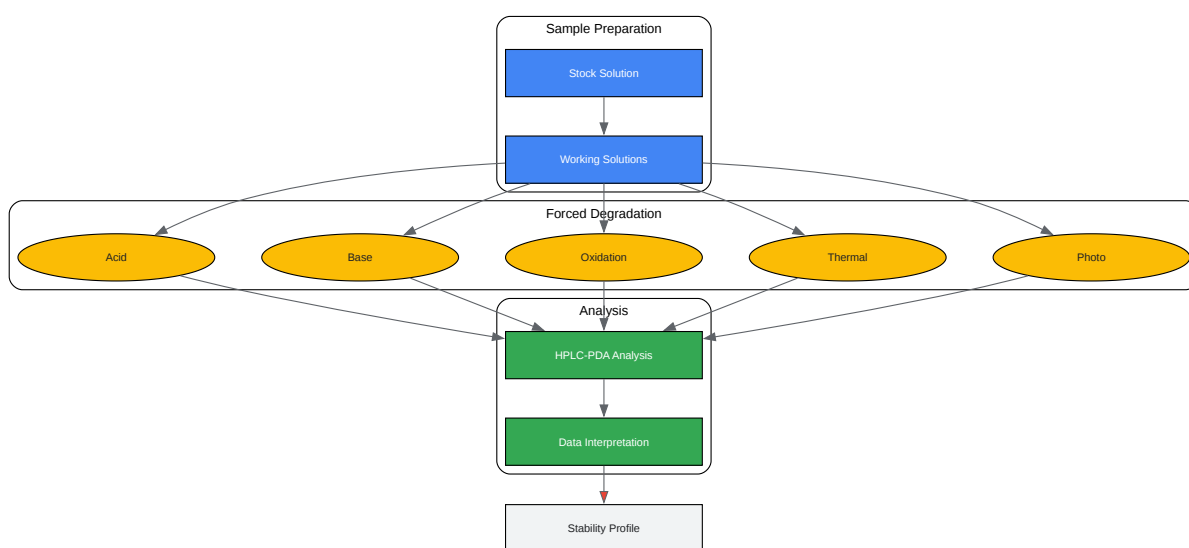 Sample Preparation
Stock Solution
Working Solutions
Forced Degradation
Acid
Base
Oxidation
Thermal
Photo
Analysis
HPLC-PDA Analysis
Data Interpretation
Stability Profile